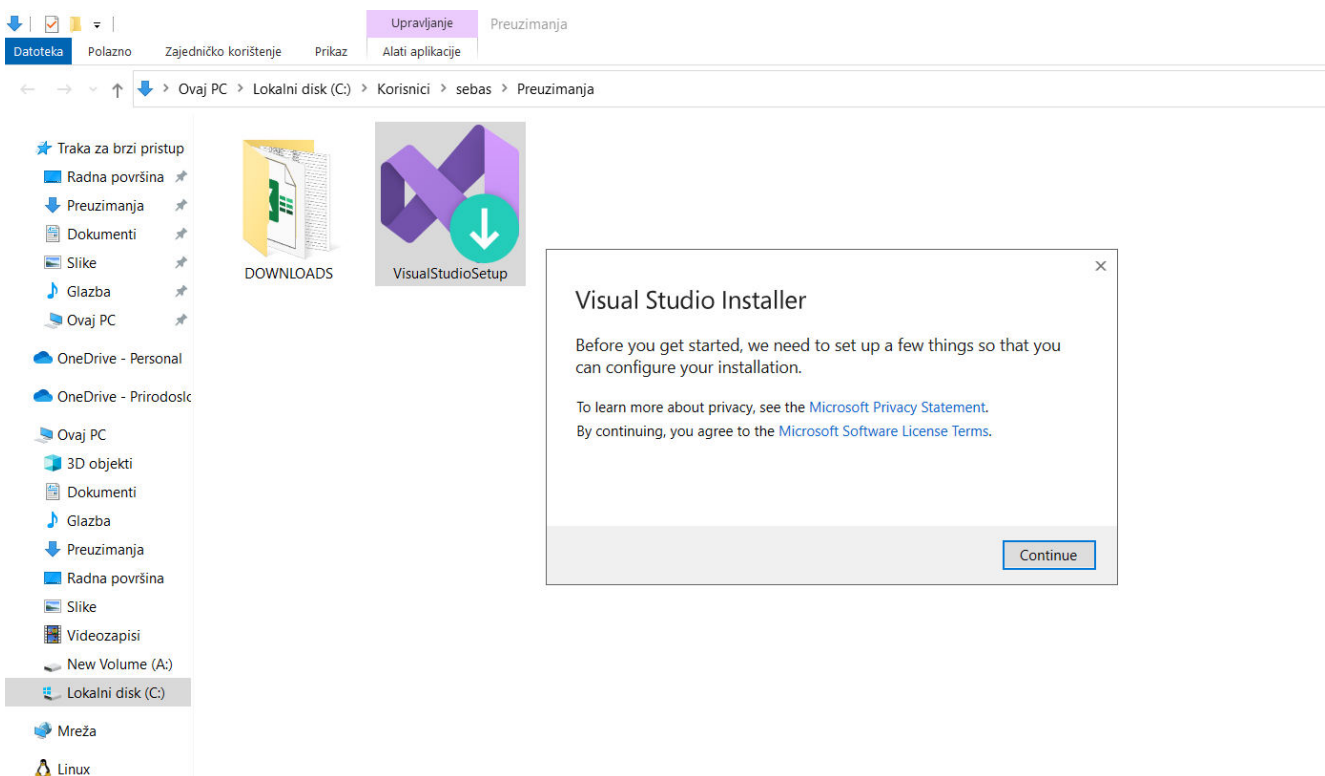 Upravljanje
Preuzimanja
Datoteka
Polazno
Zajedničko korištenje
Prikaz
Alati aplikacije
Ovaj PC > Lokalni disk (C:) > Korisnici > sebas > Preuzimanja
Traka za brzi pristup
Radna površina
Preuzimanja
Dokumenti
Slike
Glazba
Ovaj PC
OneDrive - Personal
OneDrive - Prirodoslo
Ovaj PC
3D objekti
Dokumenti
Glazba
Preuzimanja
Radna površina
Slike
Videozapisi
New Volume (A:)
Lokalni disk (C:)
Mreža
Linux
DOWNLOADS
VisualStudioSetup
Visual Studio Installer
Before you get started, we need to set up a few things so that you
can configure your installation.
To learn more about privacy, see the Microsoft Privacy Statement.
By continuing, you agree to the Microsoft Software License Terms.
Continue